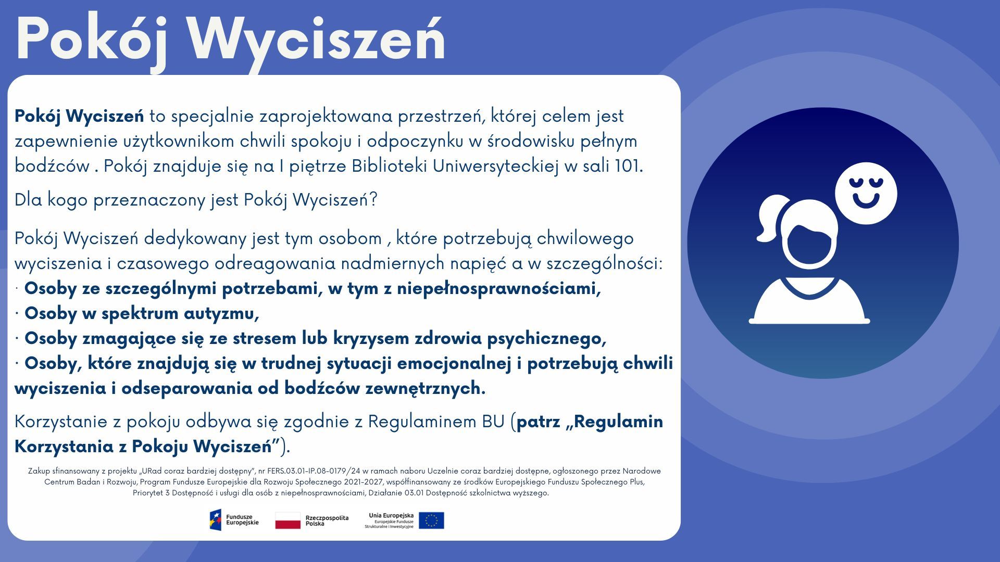 Pokój Wyciszeń
Pokój Wyciszeń to specjalnie zaprojektowana przestrzeń, której celem jest
zapewnienie użytkownikom chwili spokoju i odpoczynku w środowisku pełnym
bodźców . Pokój znajduje się na I piętrze Biblioteki Uniwersyteckiej w sali 101.
Dla kogo przeznaczony jest Pokój Wyciszeń?
Pokój Wyciszeń dedykowany jest tym osobom , które potrzebują chwilowego
wyciszenia i czasowego odreagowania nadmiernych napięć a w szczególności:
· Osoby ze szczególnymi potrzebami, w tym z niepełnosprawnościami,
· Osoby w spektrum autyzmu,
· Osoby zmagające się ze stresem lub kryzysem zdrowia psychicznego,
· Osoby, które znajdują się w trudnej sytuacji emocjonalnej i potrzebują chwili
wyciszenia i odseparowania od bodźców zewnętrznych.
Korzystanie z pokoju odbywa się zgodnie z Regulaminem BU (patrz „Regulamin
Korzystania z Pokoju Wyciszeń”).
Zakup sfinansowany z projektu „URad coraz bardziej dostępny”, nr FERS.03.01-IP.08-0179/24 w ramach naboru Uczelnie coraz bardziej dostępne, ogłoszonego przez Narodowe
Centrum Badan i Rozwoju, Program Fundusze Europejskie dla Rozwoju Społecznego 2021-2027, współfinansowany ze środków Europejskiego Funduszu Społecznego Plus,
Priorytet 3 Dostępność i usługi dla osób z niepełnosprawnościami, Działanie 03.01 Dostępność szkolnictwa wyższego.
Fundusze
Europejskie
Rzeczpospolita
Polska
Unia Europejska
Europejskie Fundusze
Strukturalne i Inwestycyjne